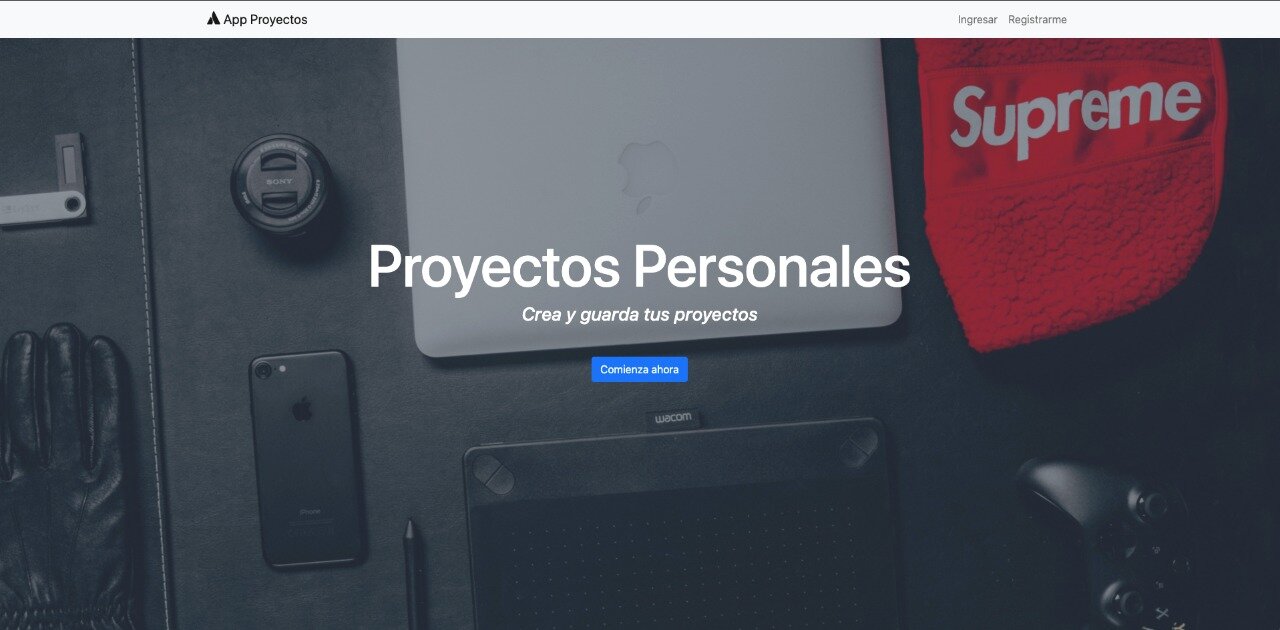 App Proyectos
Ingresar Registrarme
Supreme
SONY
Proyectos Personales
Crea y guarda tus proyectos
Comienza ahora
wacom
iPhone